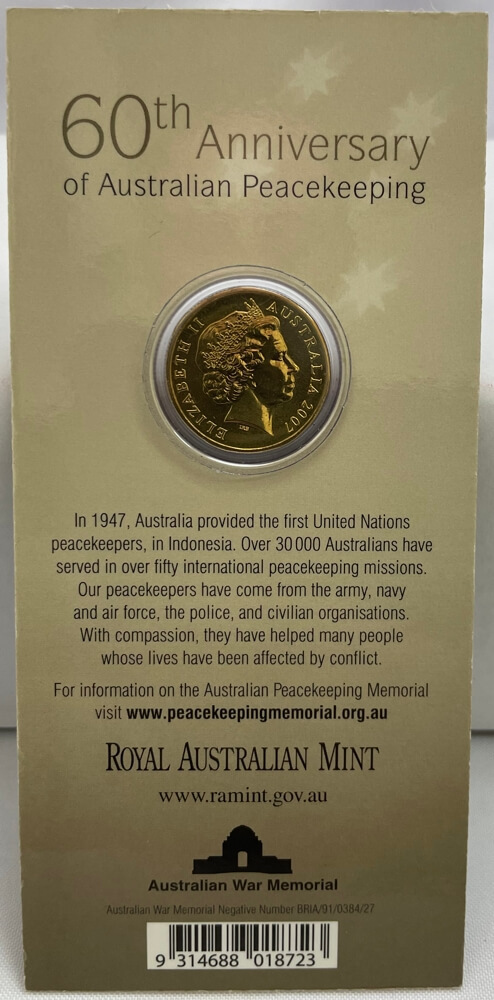 60th Anniversary
of Australian Peacekeeping
ELIZABETH II AUSTRALIA 2007
IRB
In 1947, Australia provided the first United Nations
peacekeepers, in Indonesia. Over 30 000 Australians have
served in over fifty international peacekeeping missions.
Our peacekeepers have come from the army, navy
and air force, the police, and civilian organisations.
With compassion, they have helped many people
whose lives have been affected by conflict.
For information on the Australian Peacekeeping Memorial
visit www.peacekeepingmemorial.org.au
ROYAL AUSTRALIAN MINT
www.ramint.gov.au
Australian War Memorial
Australian War Memorial Negative Number BRIA/01/0384/27
9 314688 018723